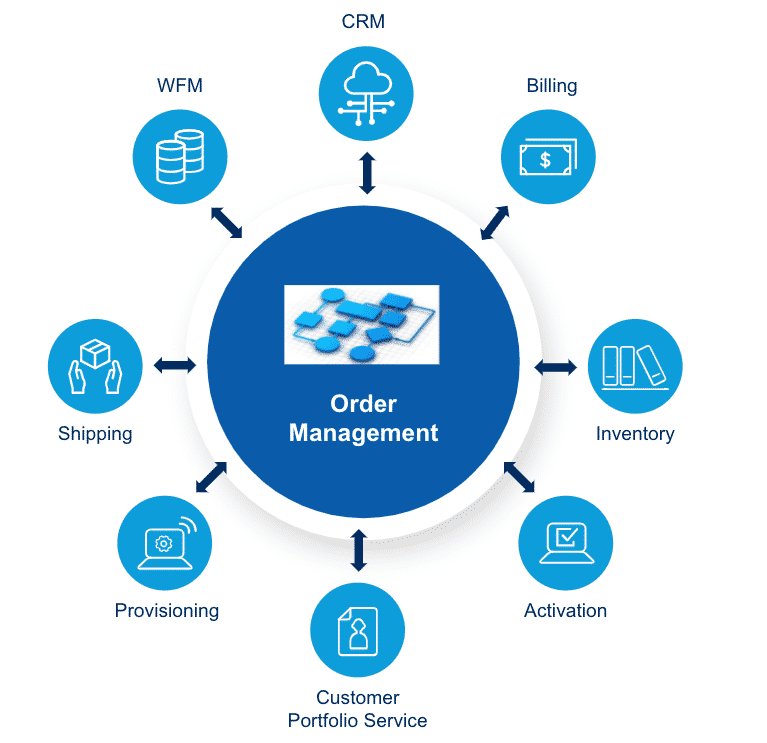 CRM
WFM
Billing
$
Order
Management
Shipping
Inventory
Provisioning
Activation
Customer
Portfolio Service